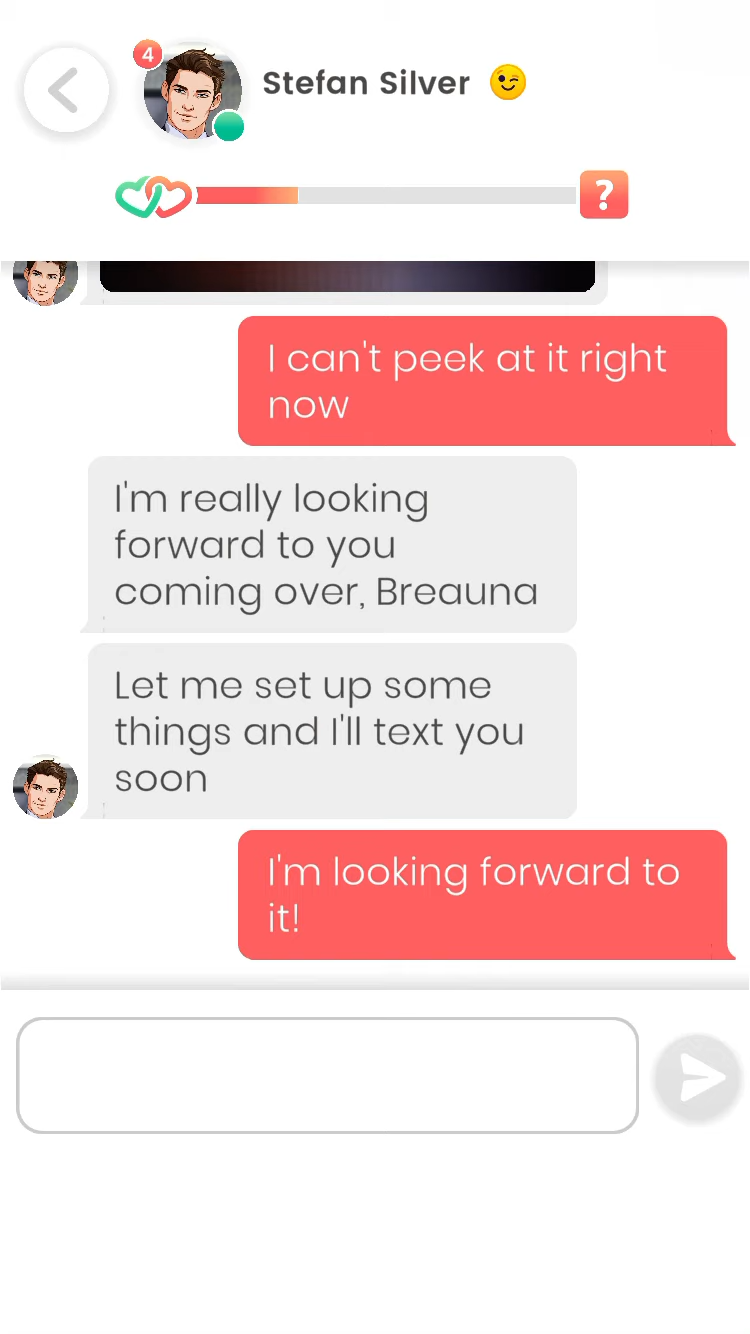 4
Stefan Silver 😉
?
I can't peek at it right
now
I'm really looking
forward to you
coming over, Breauna
Let me set up some
things and I'll text you
soon
I'm looking forward to
it!